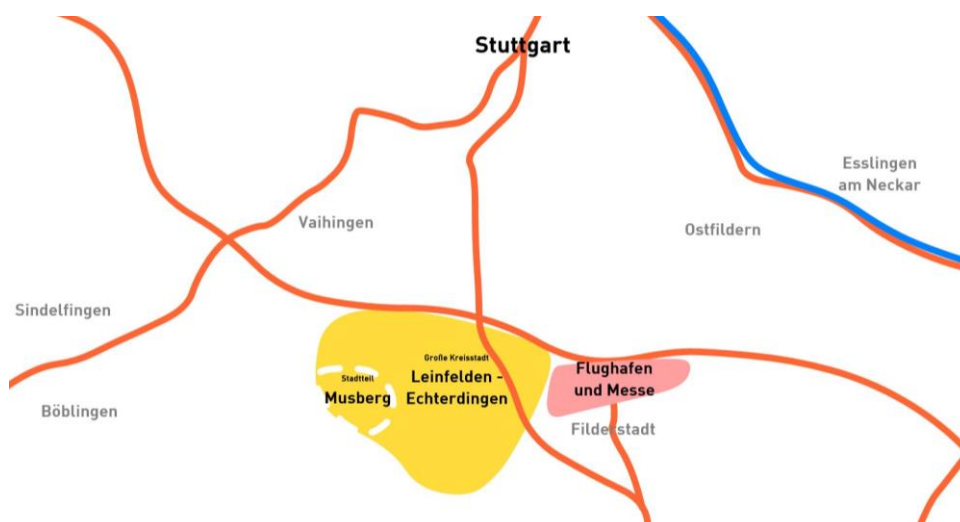 Stuttgart
Esslingen
am Neckar
Vaihingen
Ostfildern
Sindelfingen
Große Kreisstadt
Leinfelden -
Echterdingen
Stadtteil
Musberg
Flughafen
und Messe
Böblingen
Filderstadt